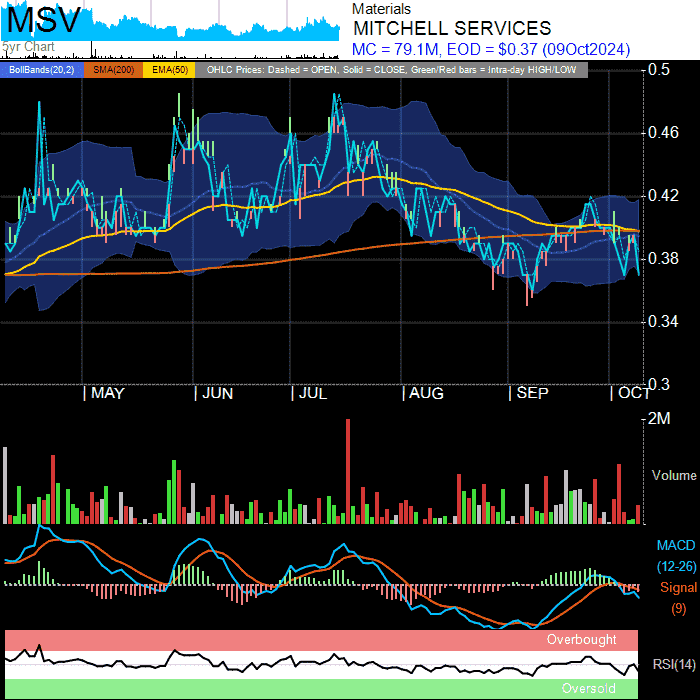 MSV
5yr Chart
Materials
MITCHELL SERVICES
MC = 79.1M, EOD = $0.37 (09Oct2024)
BollBands(20,2) SMA(200) EMA(50) OHLC Prices: Dashed = OPEN, Solid = CLOSE, Green/Red bars = Intra-day HIGH/LOW
0.5
0.46
0.42
0.38
0.34
0.3
MAY JUN JUL AUG SEP OCT
2M
Volume
MACD
(12-26)
Signal
(9)
Overbought
RSI(14)
Oversold